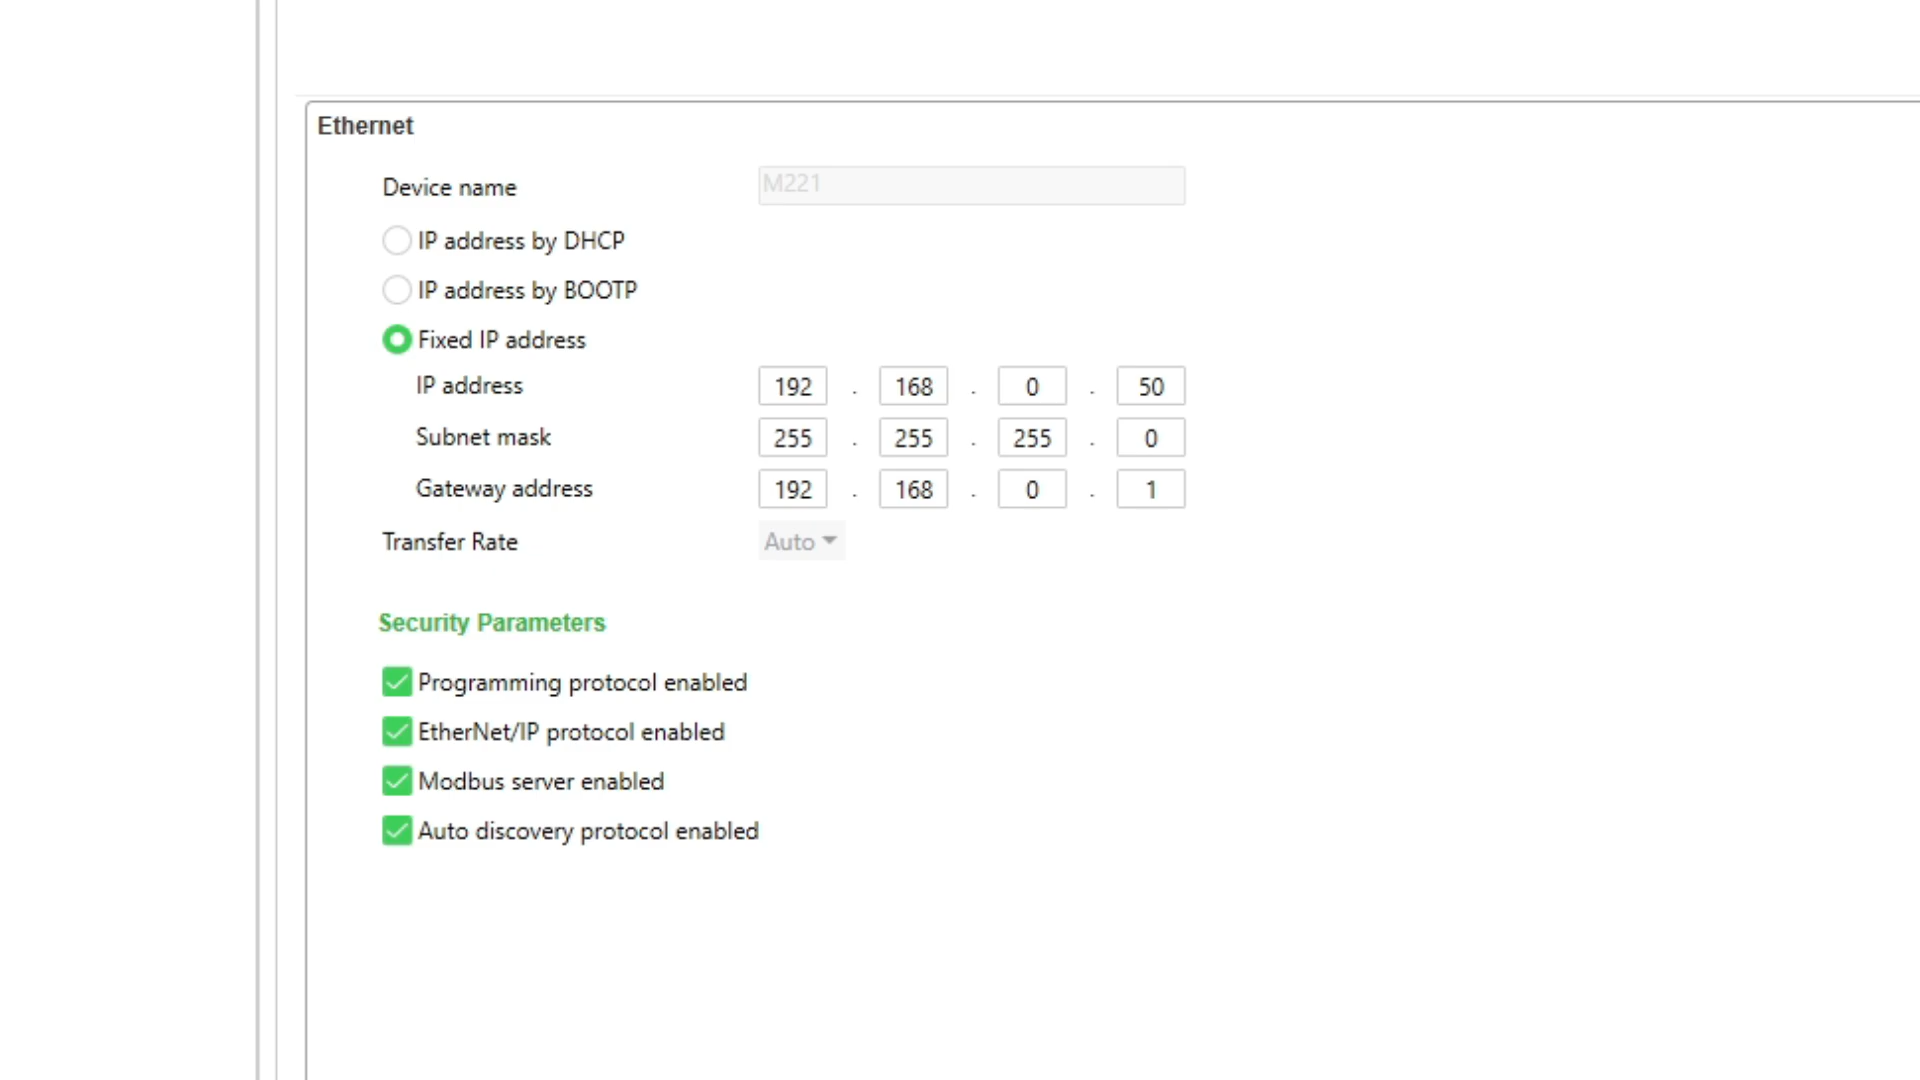 Ethernet
Device name M221
IP address by DHCP
IP address by BOOTP
Fixed IP address
IP address 192 . 168 . 0 . 50
Subnet mask 255 . 255 . 255 . 0
Gateway address 192 . 168 . 0 . 1
Transfer Rate Auto
Security Parameters
Programming protocol enabled
EtherNet/IP protocol enabled
Modbus server enabled
Auto discovery protocol enabled